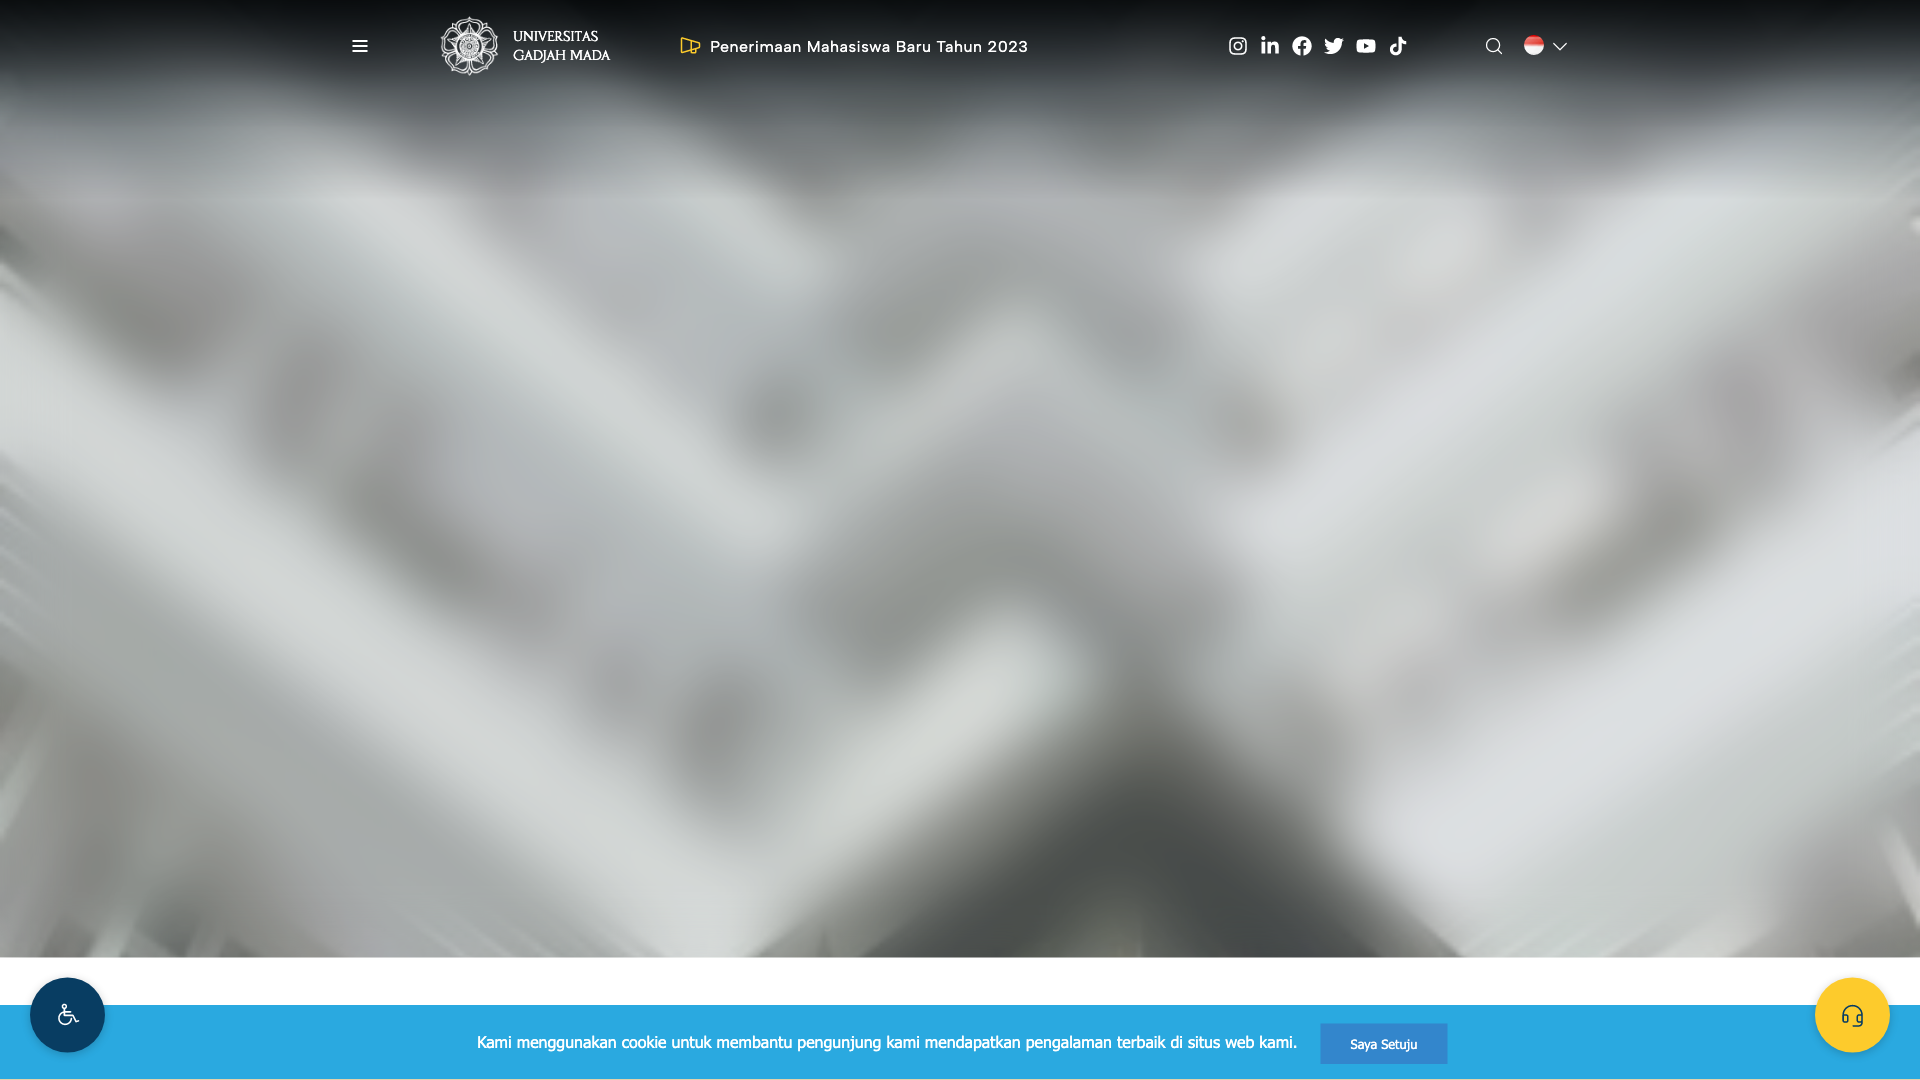 UNIVERSITAS
GADJAH MADA
Penerimaan Mahasiswa Baru Tahun 2023
Kami menggunakan cookie untuk membantu pengunjung kami mendapatkan pengalaman terbaik di situs web kami.
Saya Setuju